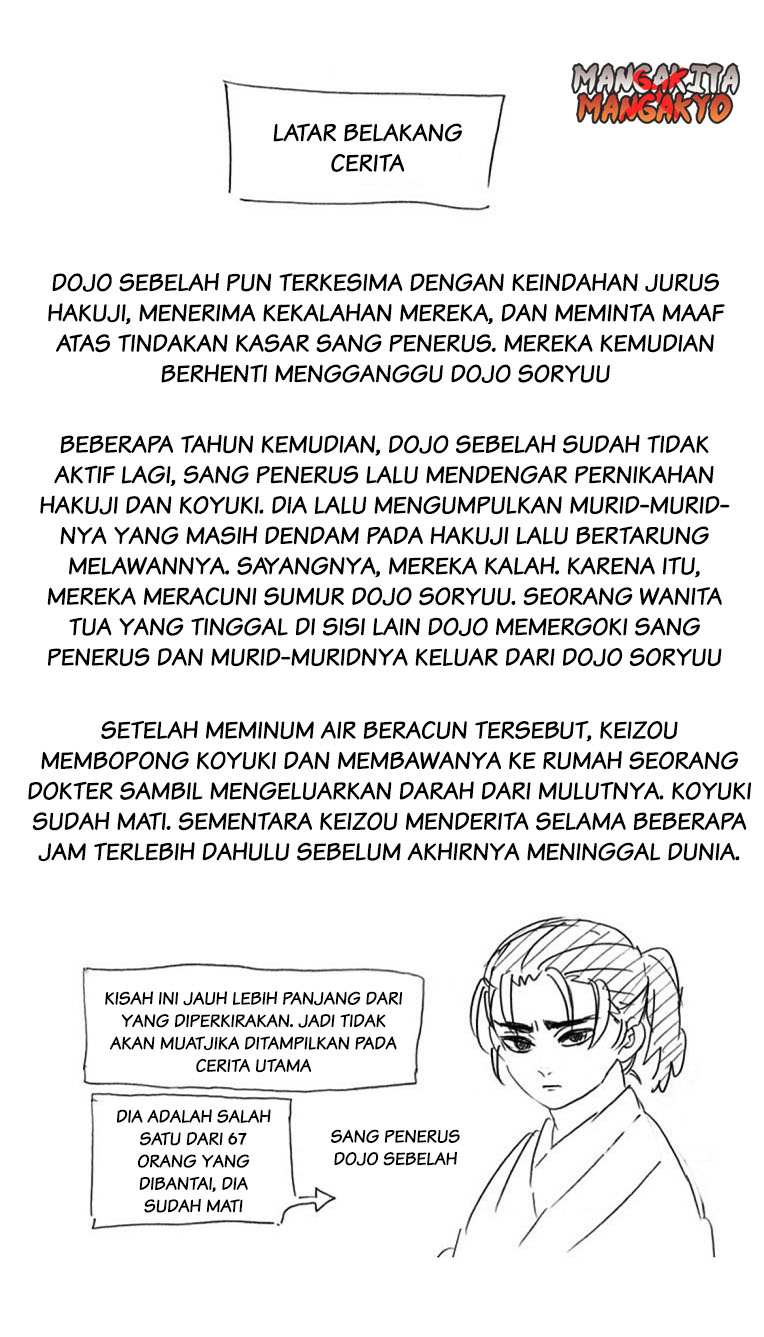 MANGAKITA
MANGAKYO
LATAR BELAKANG
CERITA
DOJO SEBELAH PUN TERKESIMA DENGAN KEINDAHAN JURUS
HAKUJI, MENERIMA KEKALAHAN MEREKA, DAN MEMINTA MAAF
ATAS TINDAKAN KASAR SANG PENERUS. MEREKA KEMUDIAN
BERHENTI MENGGANGGU DOJO SORYUU
BEBERAPA TAHUN KEMUDIAN, DOJO SEBELAH SUDAH TIDAK
AKTIF LAGI, SANG PENERUS LALU MENDENGAR PERNIKAHAN
HAKUJI DAN KOYUKI. DIA LALU MENGUMPULKAN MURID-MURID-
NYA YANG MASIH DENDAM PADA HAKUJI LALU BERTARUNG
MELAWANNYA. SAYANGNYA, MEREKA KALAH. KARENA ITU,
MEREKA MERACUNI SUMUR DOJO SORYUU. SEORANG WANITA
TUA YANG TINGGAL DI SISI LAIN DOJO MEMERGOKI SANG
PENERUS DAN MURID-MURIDNYA KELUAR DARI DOJO SORYUU
SETELAH MEMINUM AIR BERACUN TERSEBUT, KEIZOU
MEMBOPONG KOYUKI DAN MEMBAWANYA KE RUMAH SEORANG
DOKTER SAMBIL MENGELUARKAN DARAH DARI MULUTNYA. KOYUKI
SUDAH MATI. SEMENTARA KEIZOU MENDERITA SELAMA BEBERAPA
JAM TERLEBIH DAHULU SEBELUM AKHIRNYA MENINGGAL DUNIA.
KISAH INI JAUH LEBIH PANJANG DARI
YANG DIPERKIRAKAN. JADI TIDAK
AKAN MUATJIKA DITAMPILKAN PADA
CERITA UTAMA
DIA ADALAH SALAH
SATU DARI 67
ORANG YANG
DIBANTAI, DIA
SUDAH MATI
SANG PENERUS
DOJO SEBELAH